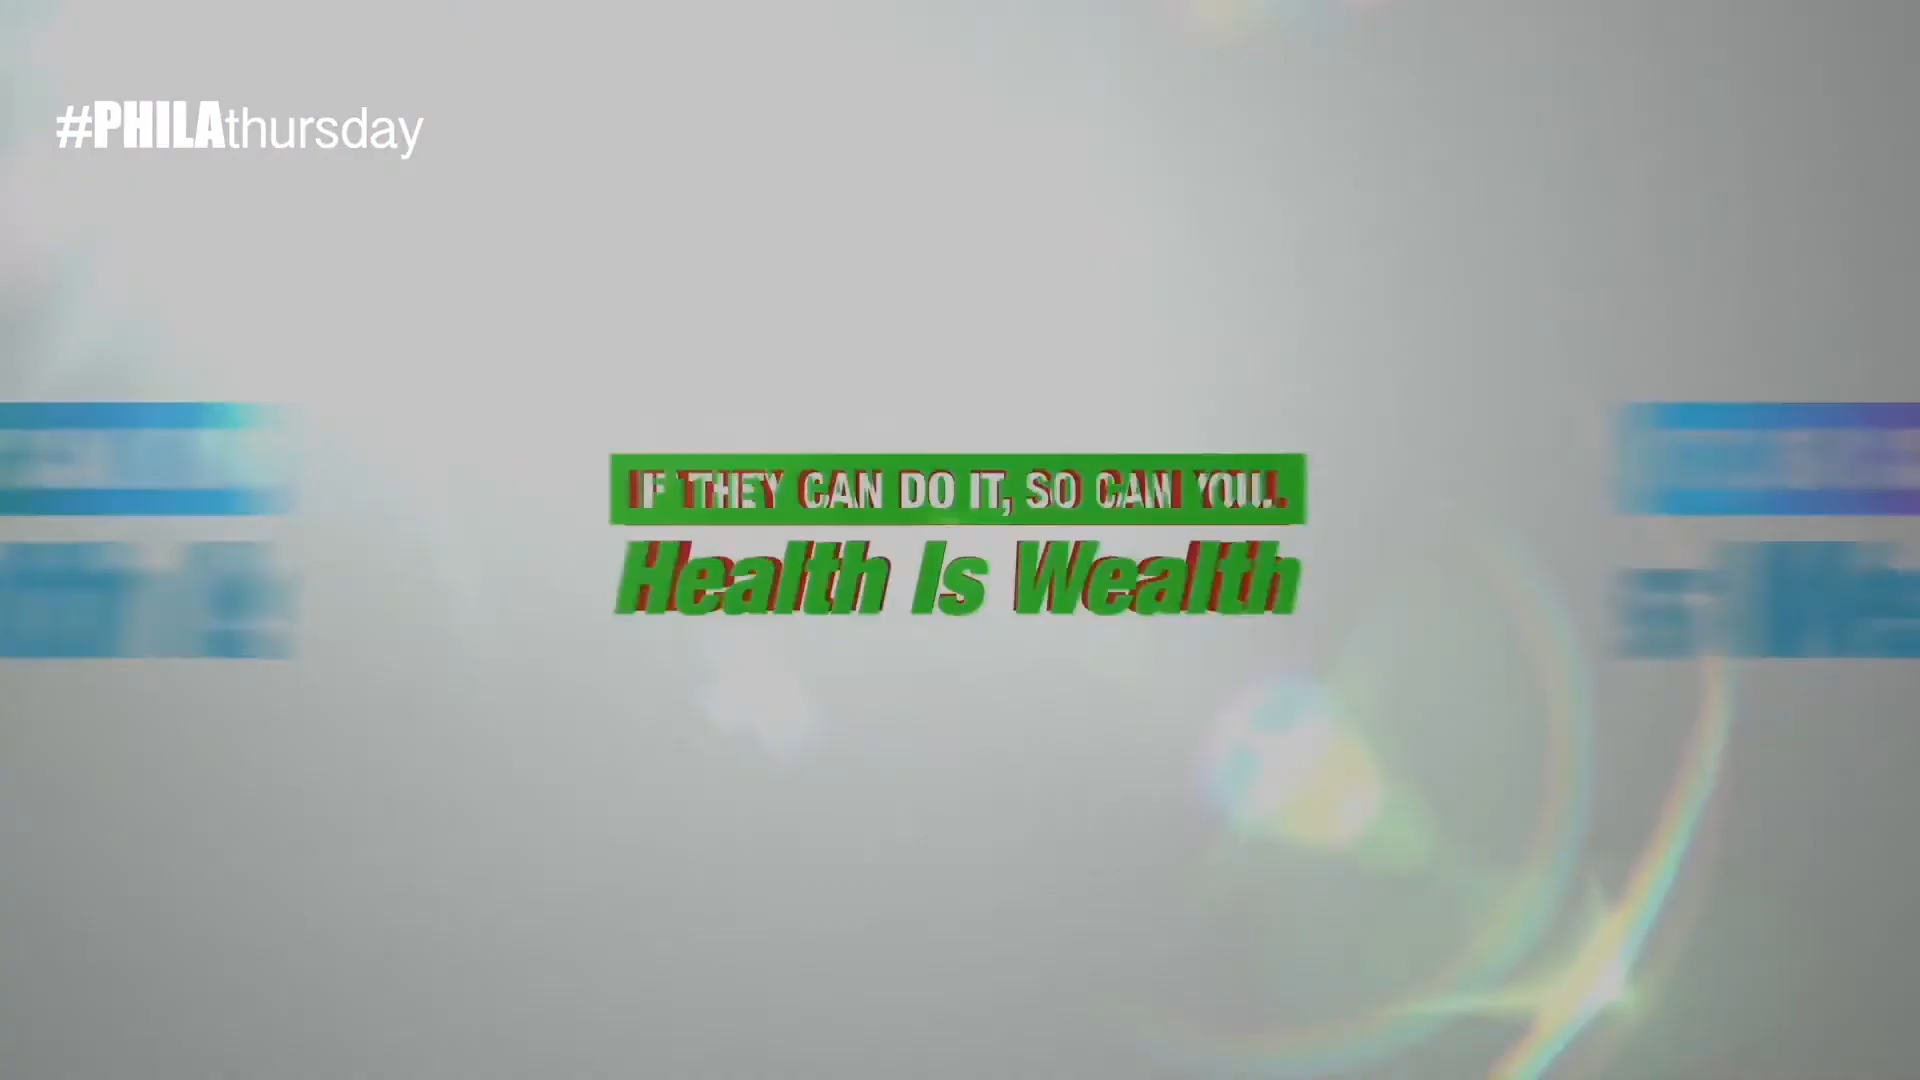 #PHILAthursday
IF THEY CAN DO IT, SO CAN YOU.
Health Is Wealth